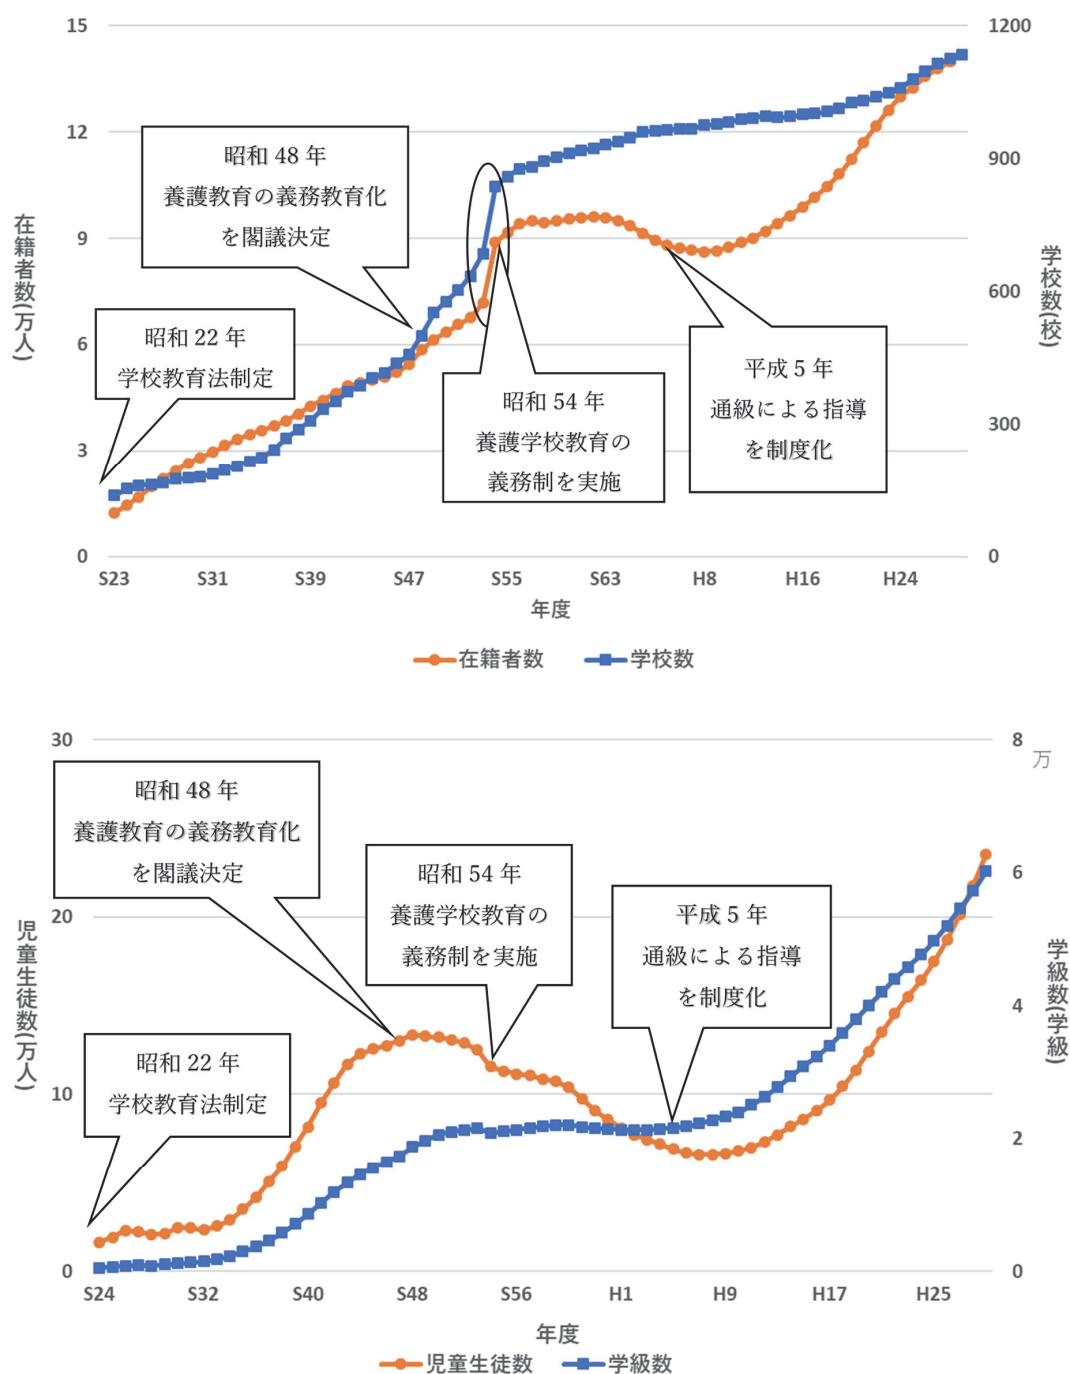 15
12
9
6
3
0
在籍者数(万人)
1200
900
600
300
0
学校数(校)
昭和 48 年
養護教育の義務教育化
を閣議決定
昭和 22 年
学校教育法制定
昭和 54 年
養護学校教育の
義務制を実施
平成 5 年
通級による指導
を制度化
S23 S31 S39 S47 S55 S63 H8 H16 H24
年度
在籍者数 学校数
30
20
10
0
児童生徒数(万人)
8
万
6
4
2
0
学級数(学級)
昭和 48 年
養護教育の義務教育化
を閣議決定
昭和 54 年
養護学校教育の
義務制を実施
平成 5 年
通級による指導
を制度化
昭和 22 年
学校教育法制定
S24 S32 S40 S48 S56 H1 H9 H17 H25
年度
児童生徒数 学級数